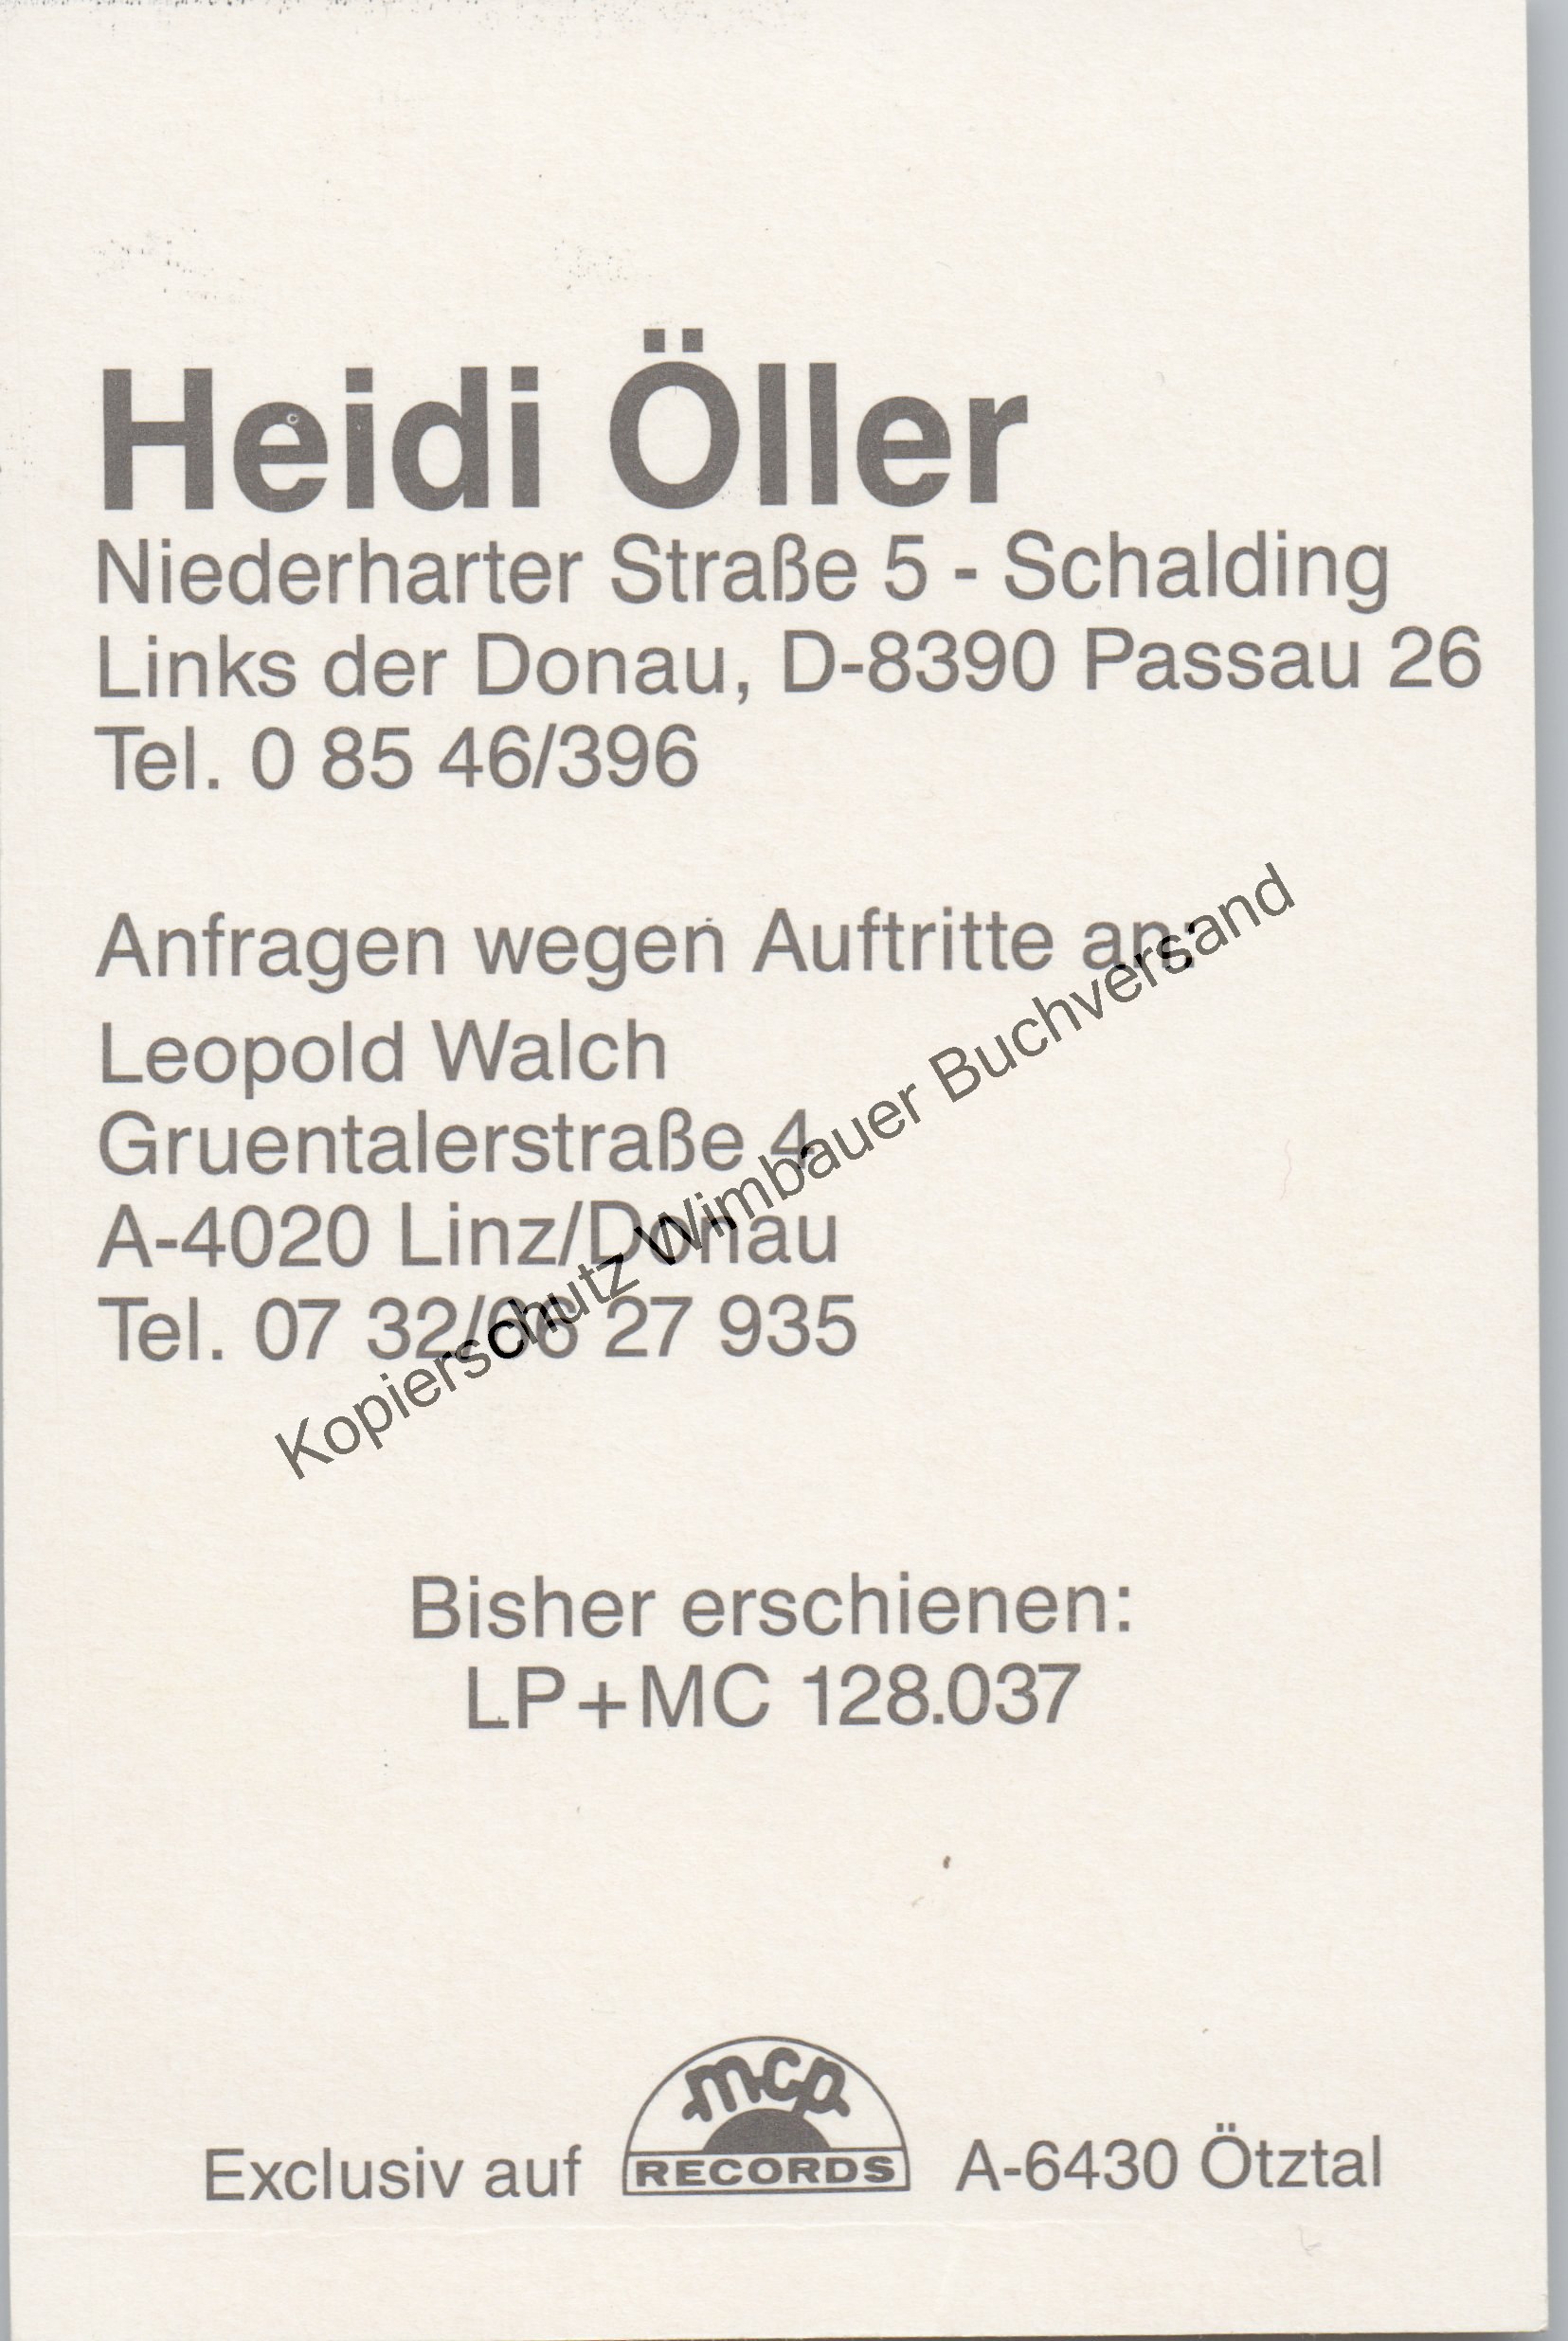 Heidi Öller
Niederharter Straße 5 - Schalding
Links der Donau, D-8390 Passau 26
Tel. 0 85 46/396
Anfragen wegen Auftritte an:
Leopold Walch
Gruentalerstraße 4
A-4020 Linz/Donau
Tel. 07 32/66 27 935
Kopierschutz Wimbauer Buchversand
Bisher erschienen:
LP+MC 128.037
Exclusiv auf mcp RECORDS A-6430 Ötztal